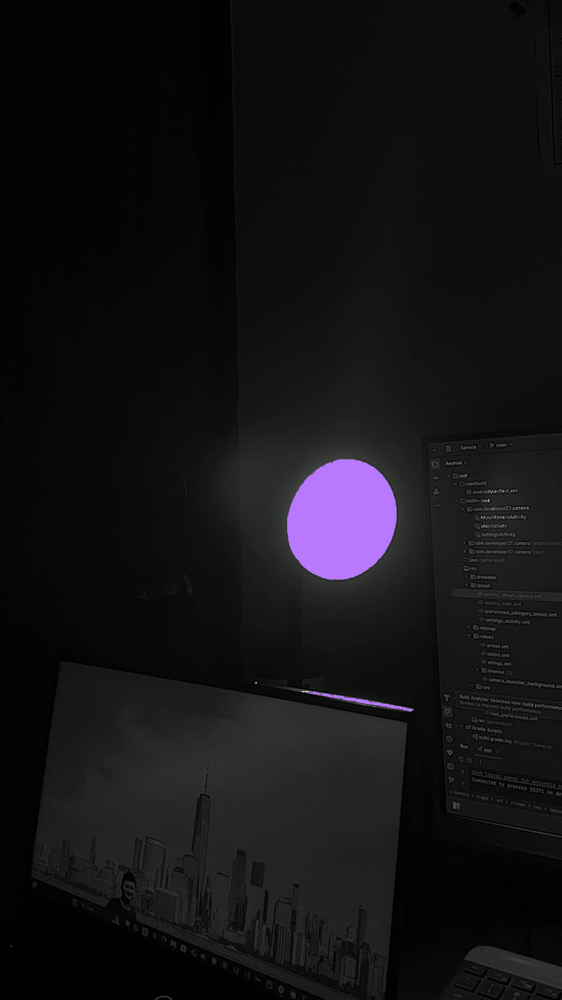 Xamera main
Android
app
manifests
AndroidManifest.xml
kotlin+java
com.developer27.xamera
AboutXameraActivity
MainActivity
SettingsActivity
com.developer27.xamera (androidTest
com.developer27.xamera (test)
java (generated)
res
drawable
layout
activity_about_xamera.xml
activity_main.xml
preference_category_layout.xml
settings_activity.xml
mipmap
values
arrays.xml
colors.xml
strings.xml
themes (2)
xamera_launcher_background.xm
xml
Build Analyzer detected new build performance
Review to improve build performance
root_preferences.xml
res (generated)
Gradle Scripts
build.gradle.kts (Project: Xamera)
Run app
Open logcat panel for motorola m
Connected to process 15271 on de
Xamera > app > src > main > res > layou